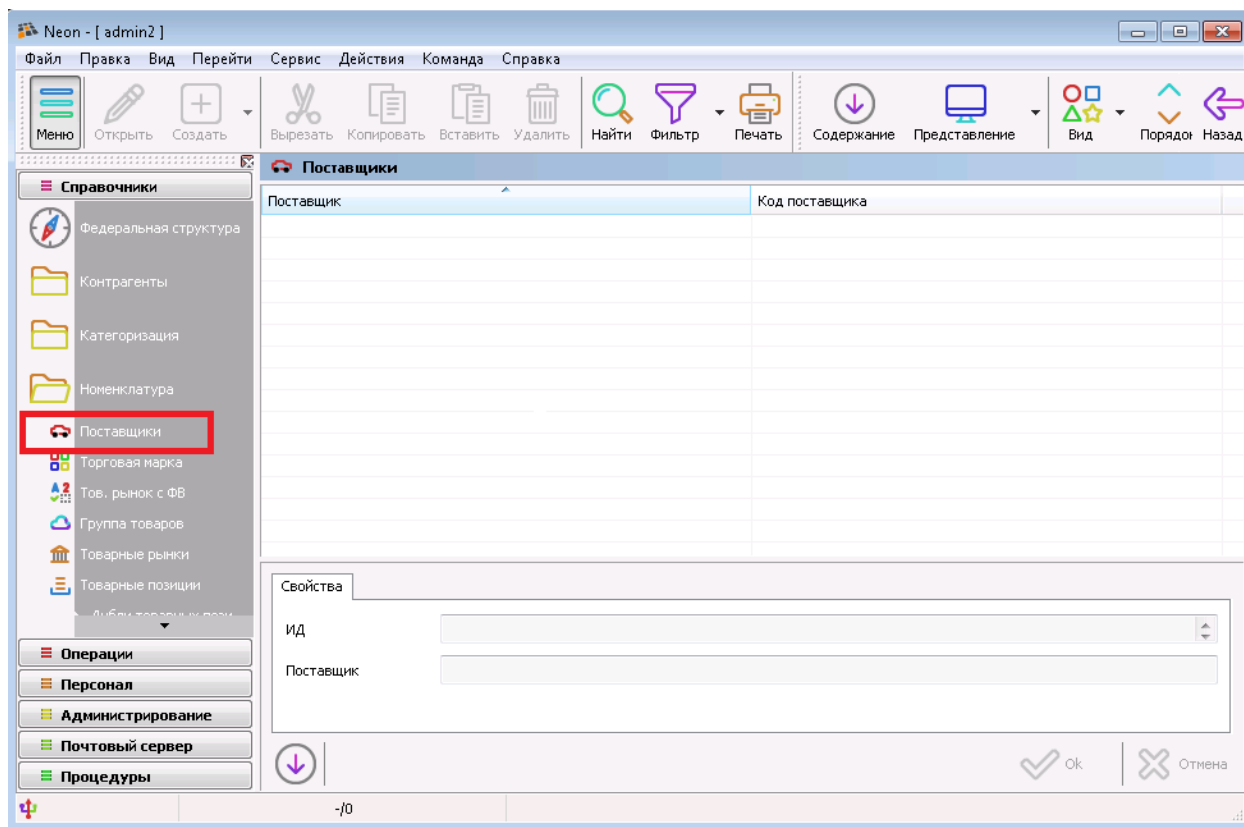 Neon - [ admin2 ]
Файл Правка Вид Перейти Сервис Действия Команда Справка
Меню Открыть Создать Вырезать Копировать Вставить Удалить Найти Фильтр Печать Содержание Представление Вид Порядок Назад
Справочники
Поставщики
Поставщик Код поставщика
Федеральная структура
Контрагенты
Категоризация
Номенклатура
Поставщики
Торговая марка
Тов. рынок с ФВ
Группа товаров
Товарные рынки
Товарные позиции
Операции
Персонал
Администрирование
Почтовый сервер
Процедуры
Свойства
ИД
Поставщик
Ok Отмена
-/0